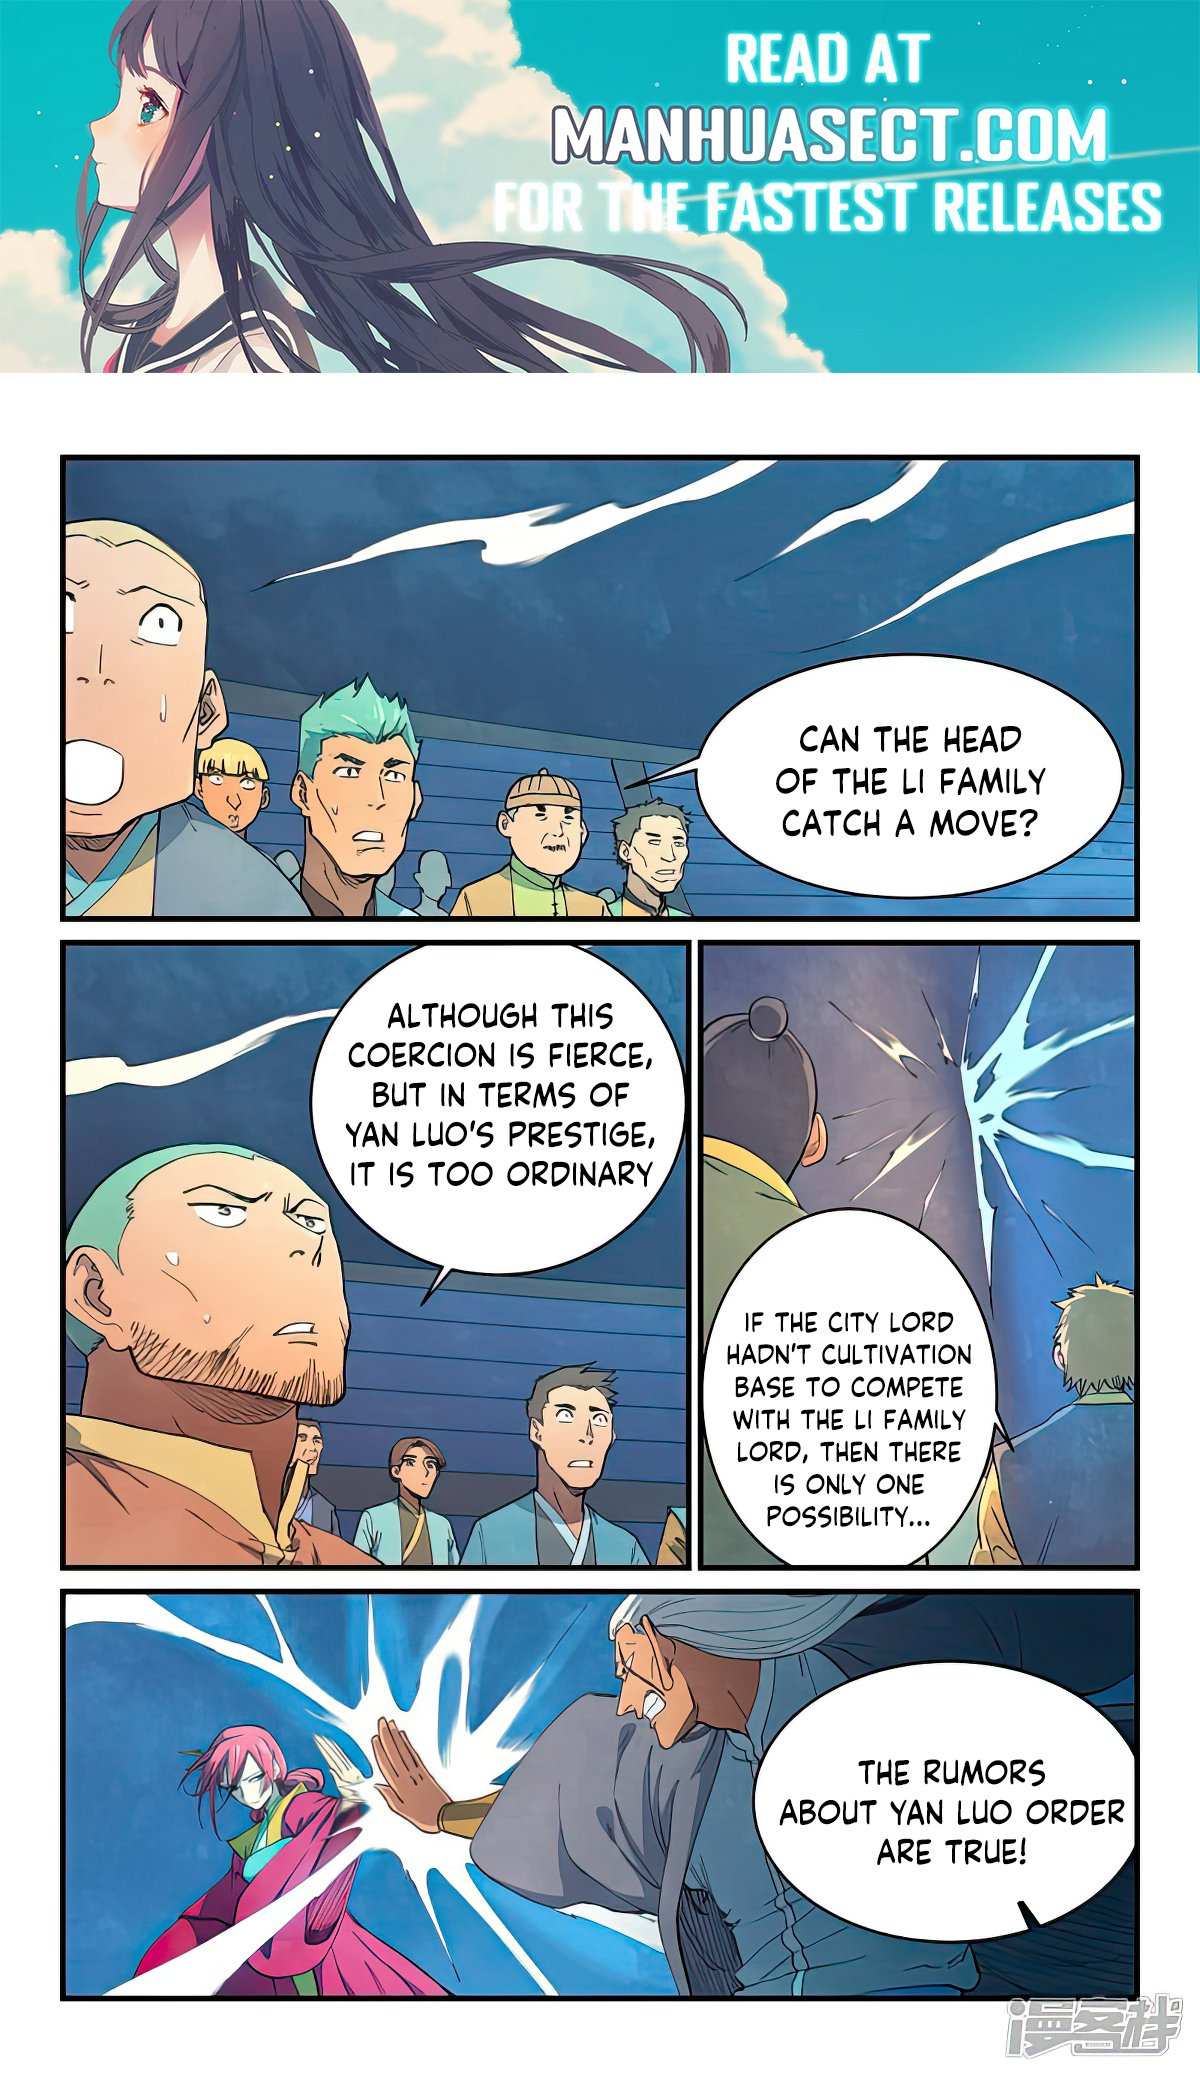 READ AT
MANHUASECT.COM
FOR THE FASTEST RELEASES
CAN THE HEAD
OF THE LI FAMILY
CATCH A MOVE?
ALTHOUGH THIS
COERCION IS FIERCE,
BUT IN TERMS OF
YAN LUO'S PRESTIGE,
IT IS TOO ORDINARY
IF THE CITY LORD
HADN'T CULTIVATION
BASE TO COMPETE
WITH THE LI FAMILY
LORD, THEN THERE
IS ONLY ONE
POSSIBILITY...
THE RUMORS
ABOUT YAN LUO ORDER
ARE TRUE!
漫客栈